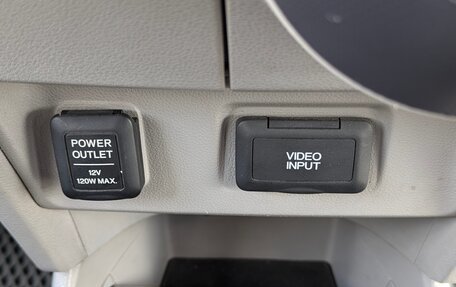 POWER
OUTLET
12V
120W MAX.
VIDEO
INPUT